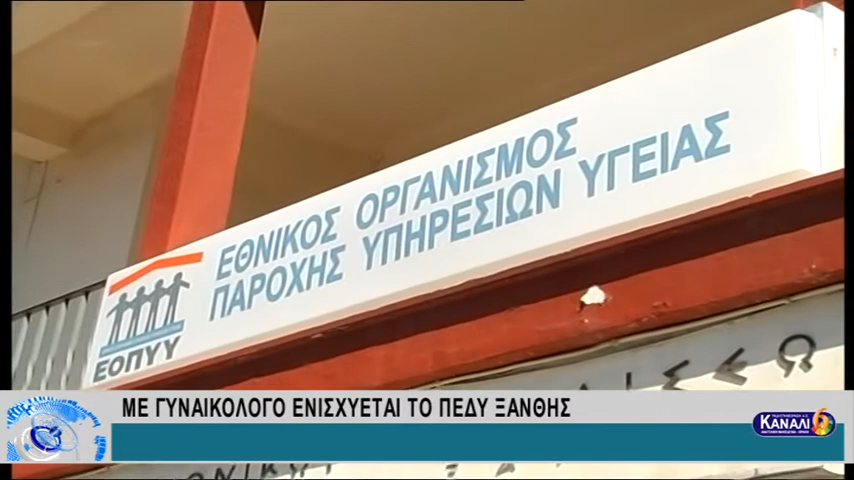 ΕΘΝΙΚΟΣ ΟΡΓΑΝΙΣΜΟΣ
ΠΑΡΟΧΗΣ ΥΠΗΡΕΣΙΩΝ ΥΓΕΙΑΣ
ΕΟΠΥΥ
ΜΕ ΓΥΝΑΙΚΟΛΟΓΟ ΕΝΙΣΧΥΕΤΑΙ ΤΟ ΠΕΔΥ ΞΑΝΘΗΣ
ΚΑΝΑΛΙ 6